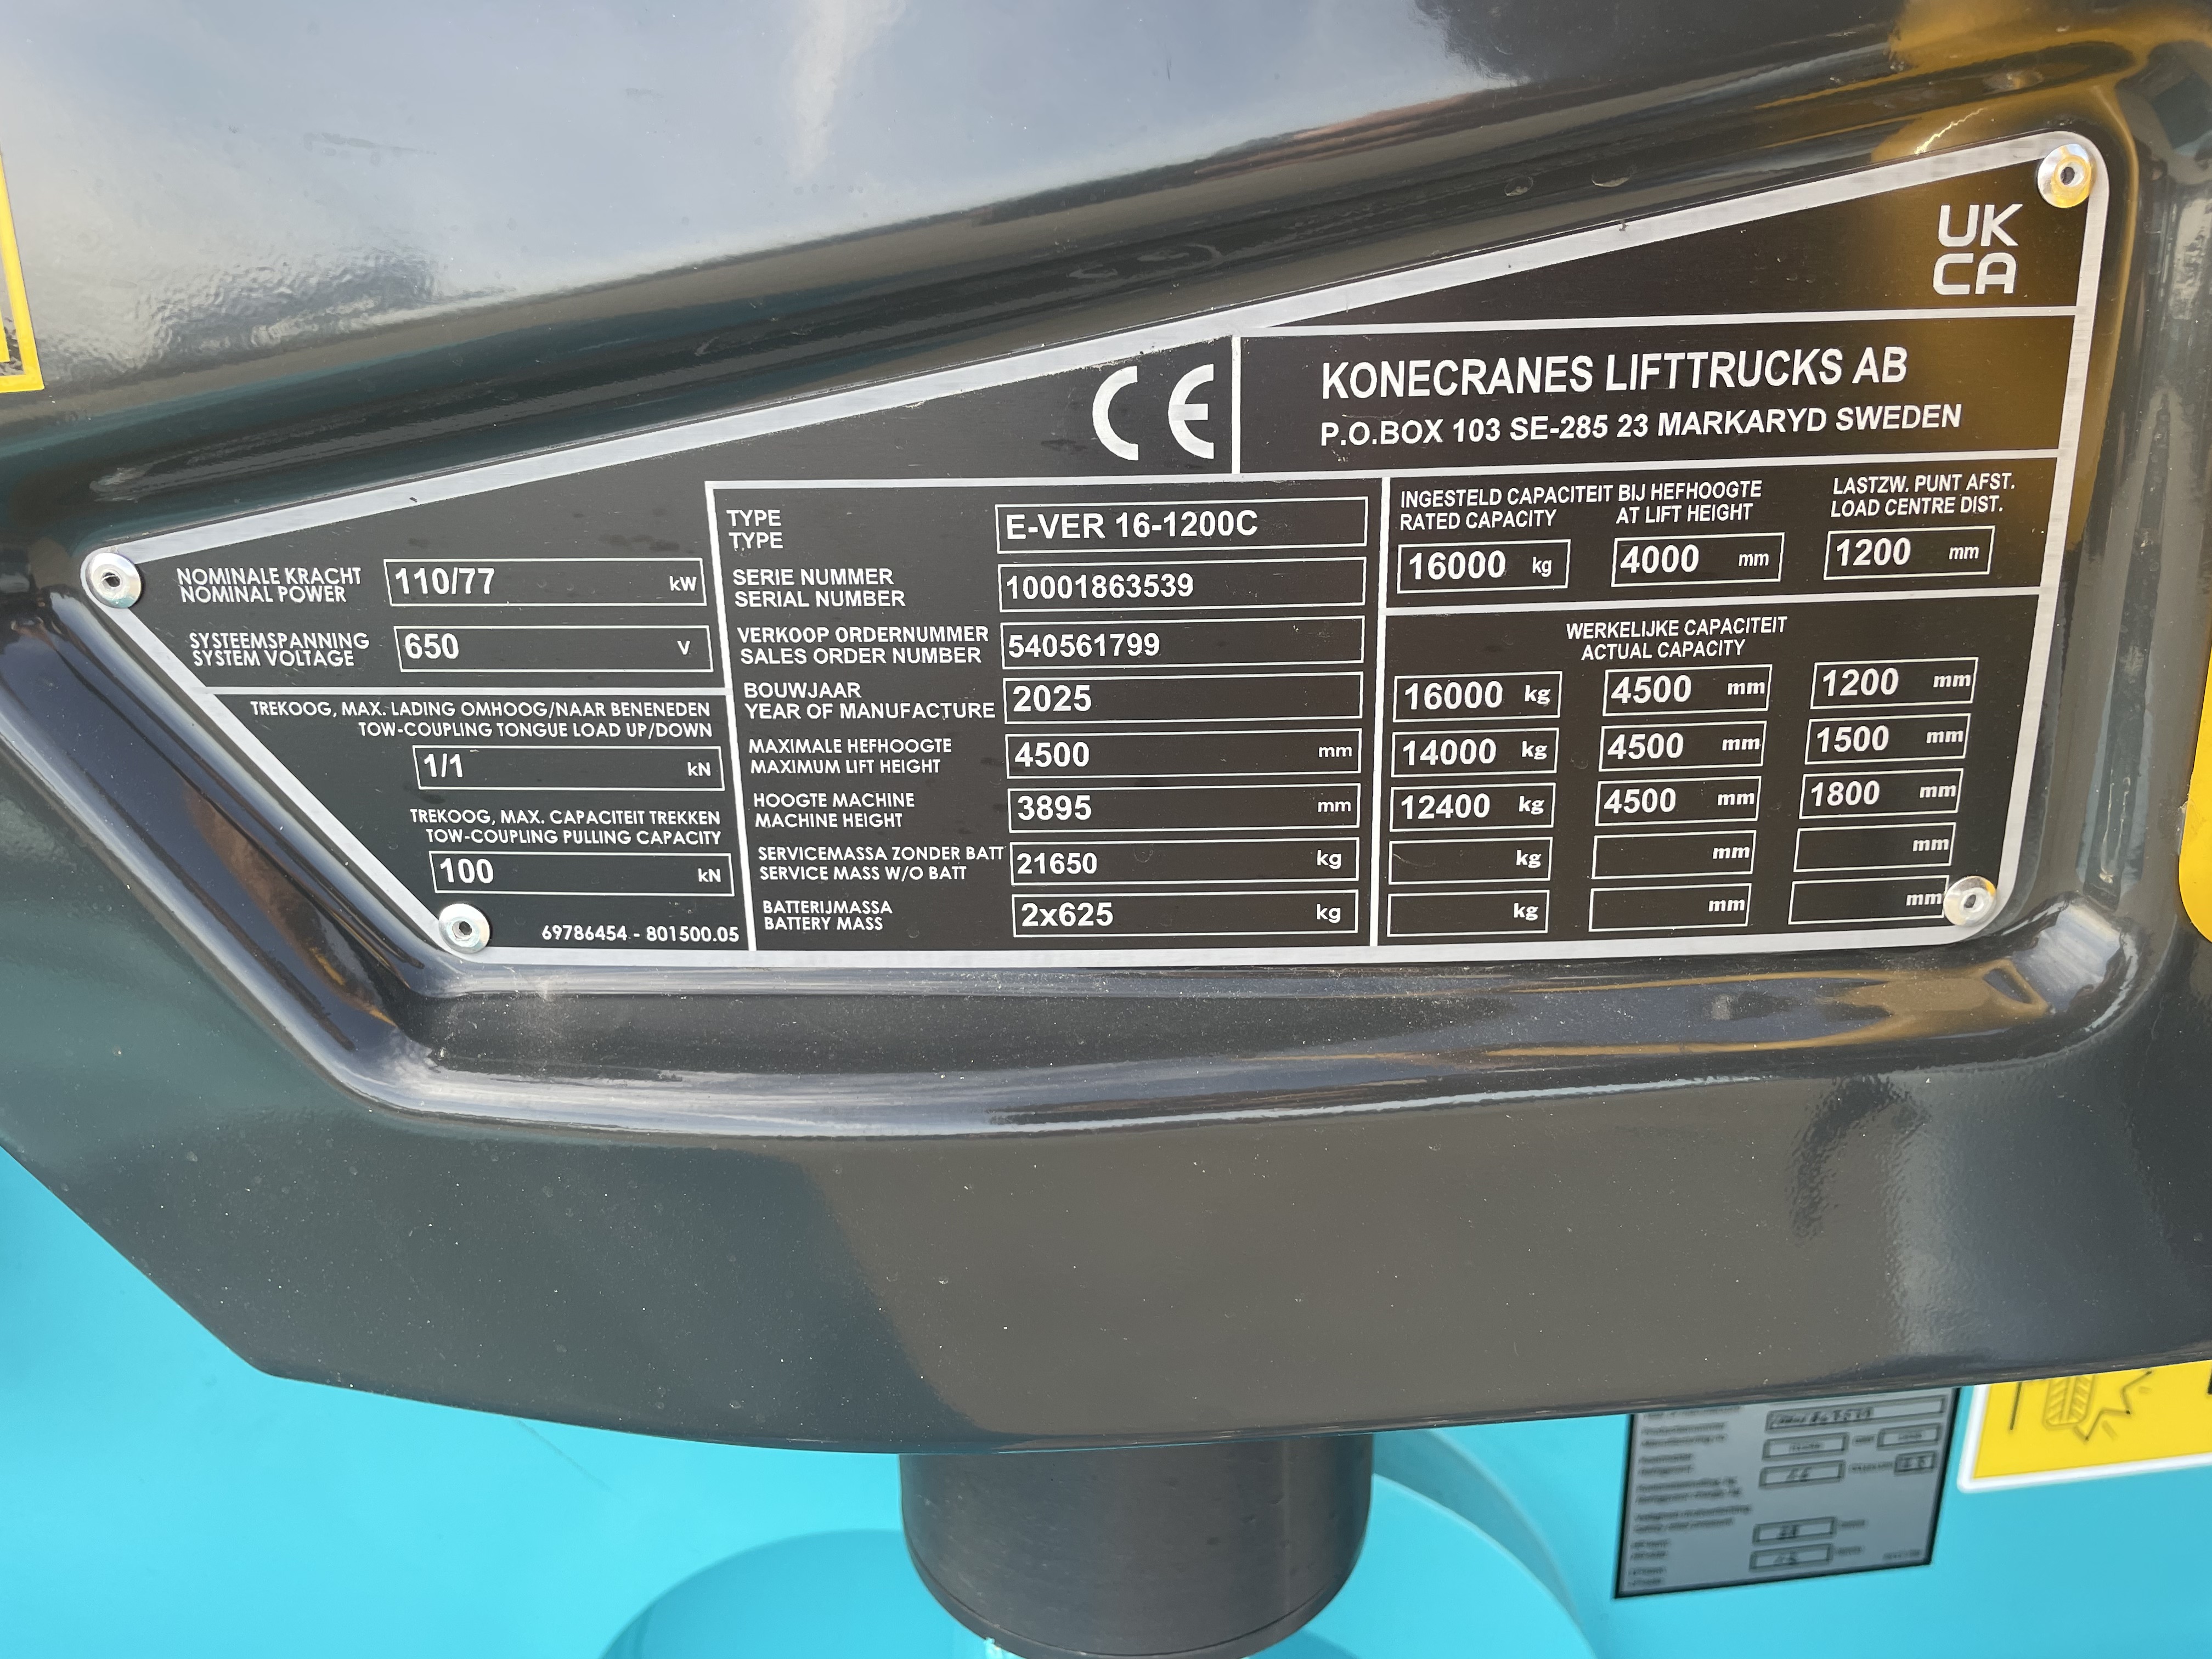 UK
CA
CE
KONECRANES LIFTTRUCKS AB
P.O.BOX 103 SE-285 23 MARKARYD SWEDEN
NOMINALE KRACHT
NOMINAL POWER
110/77 kW
SYSTEEMSPANNING
SYSTEM VOLTAGE
650 V
TREKOOG, MAX. LADING OMHOOG/NAAR BENENEDEN
TOW-COUPLING TONGUE LOAD UP/DOWN
1/1 kN
TREKOOG, MAX. CAPACITEIT TREKKEN
TOW-COUPLING PULLING CAPACITY
100 kN
69786454 - 801500.05
TYPE
TYPE
E-VER 16-1200C
SERIE NUMMER
SERIAL NUMBER
10001863539
VERKOOP ORDERNUMMER
SALES ORDER NUMBER
540561799
BOUWJAAR
YEAR OF MANUFACTURE
2025
MAXIMALE HEFHOOGTE
MAXIMUM LIFT HEIGHT
4500 mm
HOOGTE MACHINE
MACHINE HEIGHT
3895 mm
SERVICEMASSA ZONDER BATT
SERVICE MASS W/O BATT
21650 kg
BATTERIJMASSA
BATTERY MASS
2x625 kg
INGESTELD CAPACITEIT BIJ HEFHOOGTE
RATED CAPACITY AT LIFT HEIGHT
LASTZW. PUNT AFST.
LOAD CENTRE DIST.
16000 kg 4000 mm 1200 mm
WERKELIJKE CAPACITEIT
ACTUAL CAPACITY
16000 kg 4500 mm 1200 mm
14000 kg 4500 mm 1500 mm
12400 kg 4500 mm 1800 mm
kg mm mm
kg mm mm